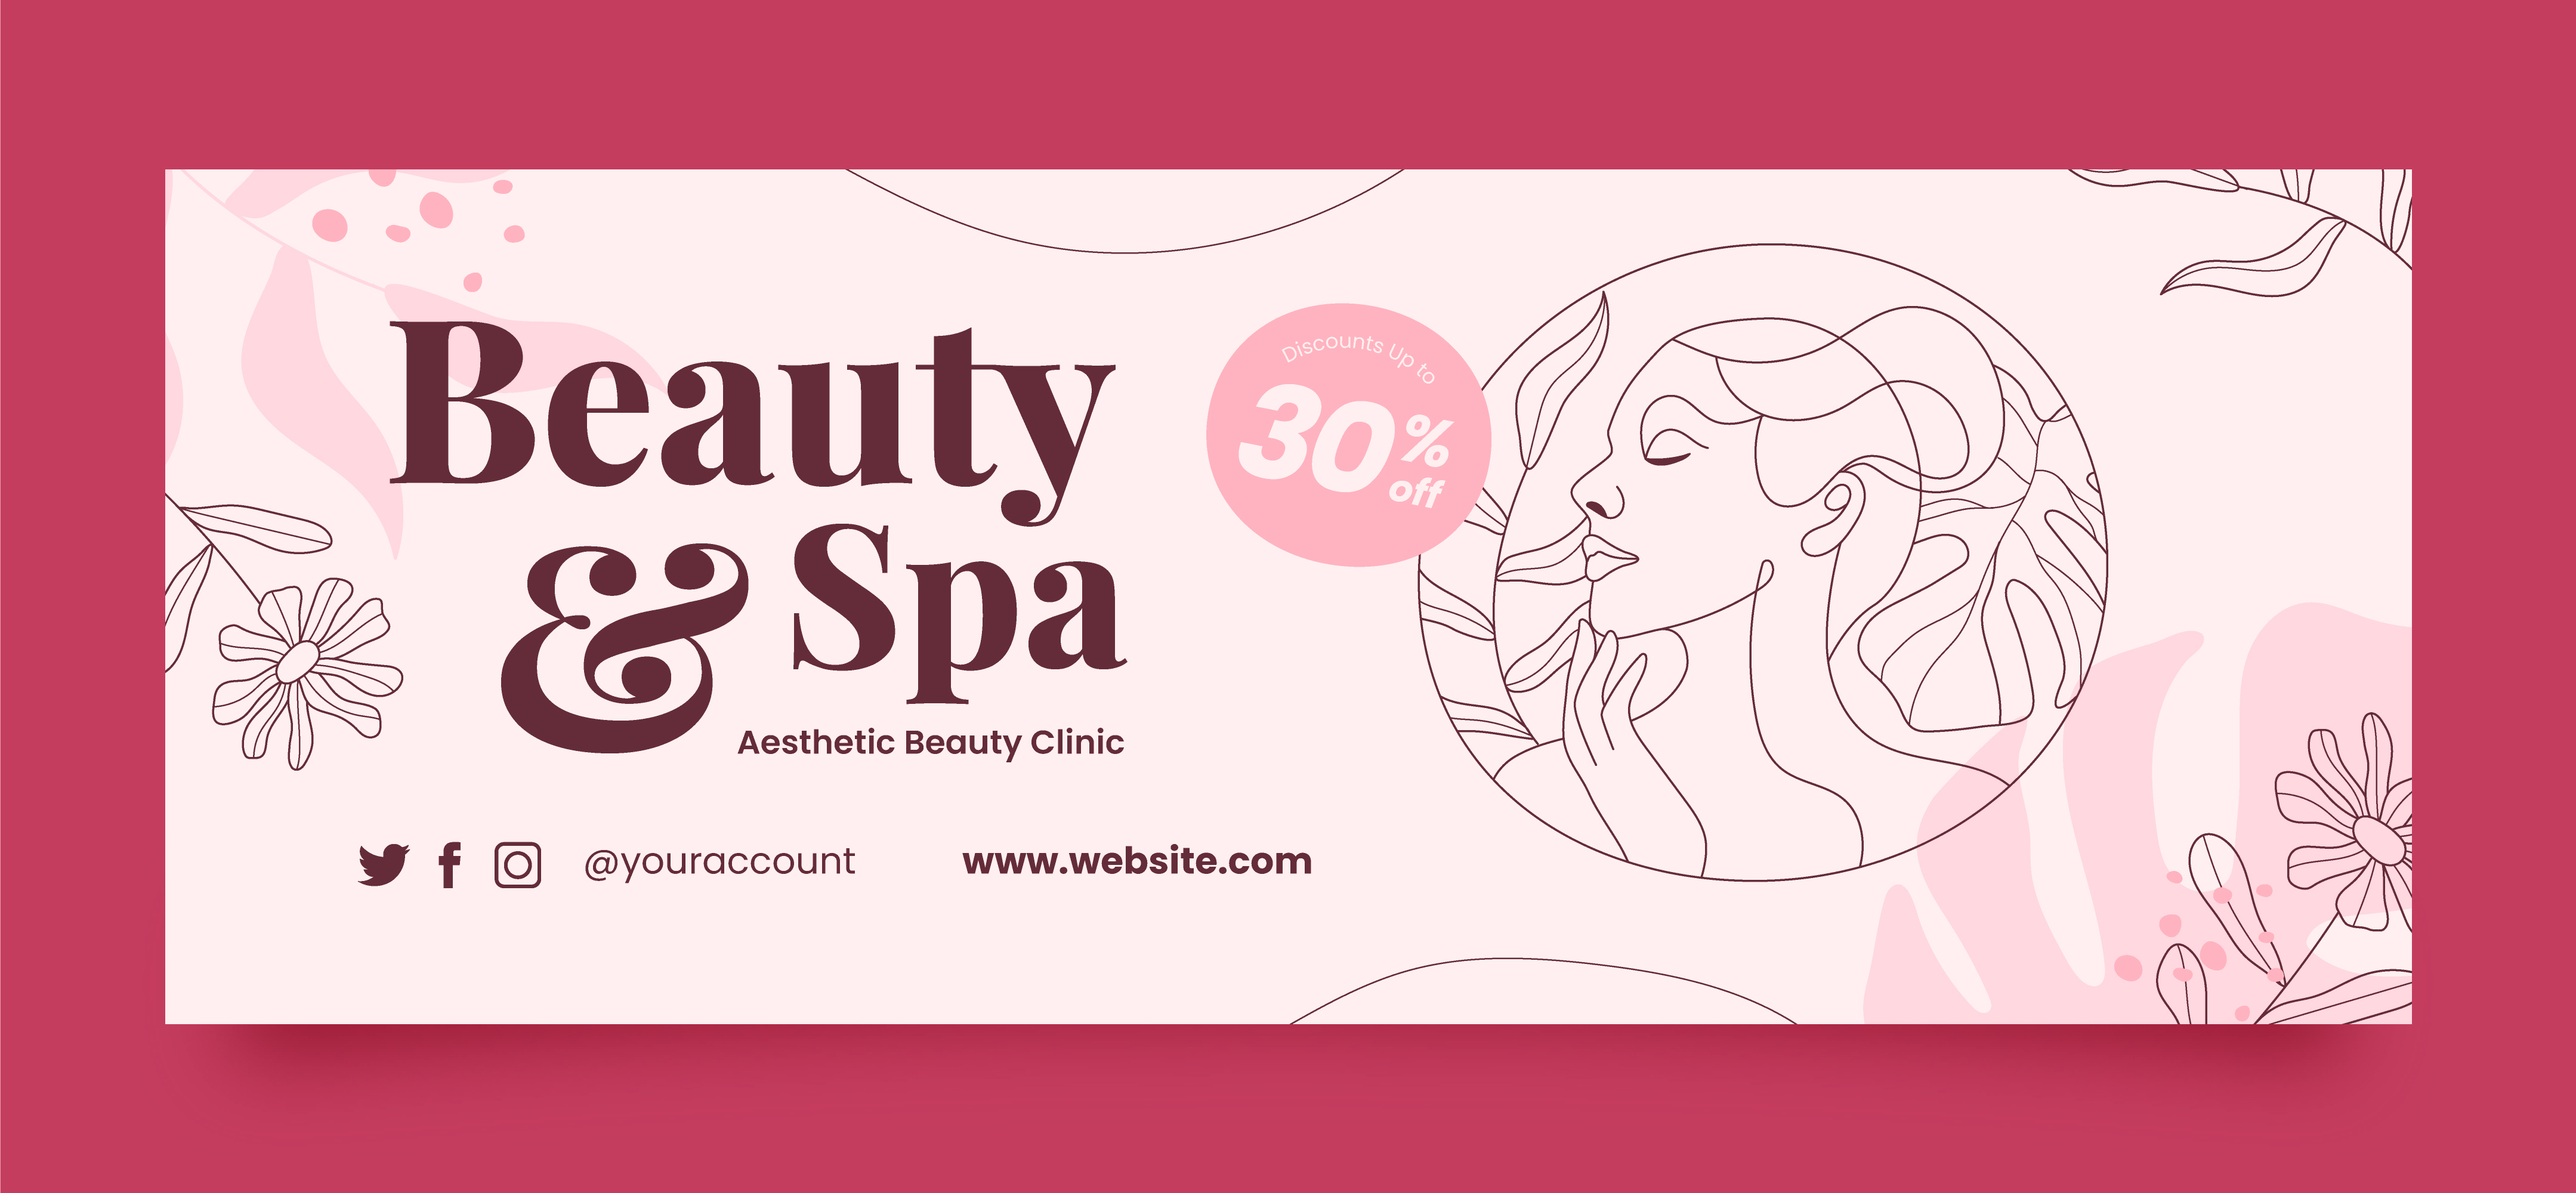 Beauty
& Spa
Aesthetic Beauty Clinic
Discounts Up to
30%
off
@youraccount
www.website.com